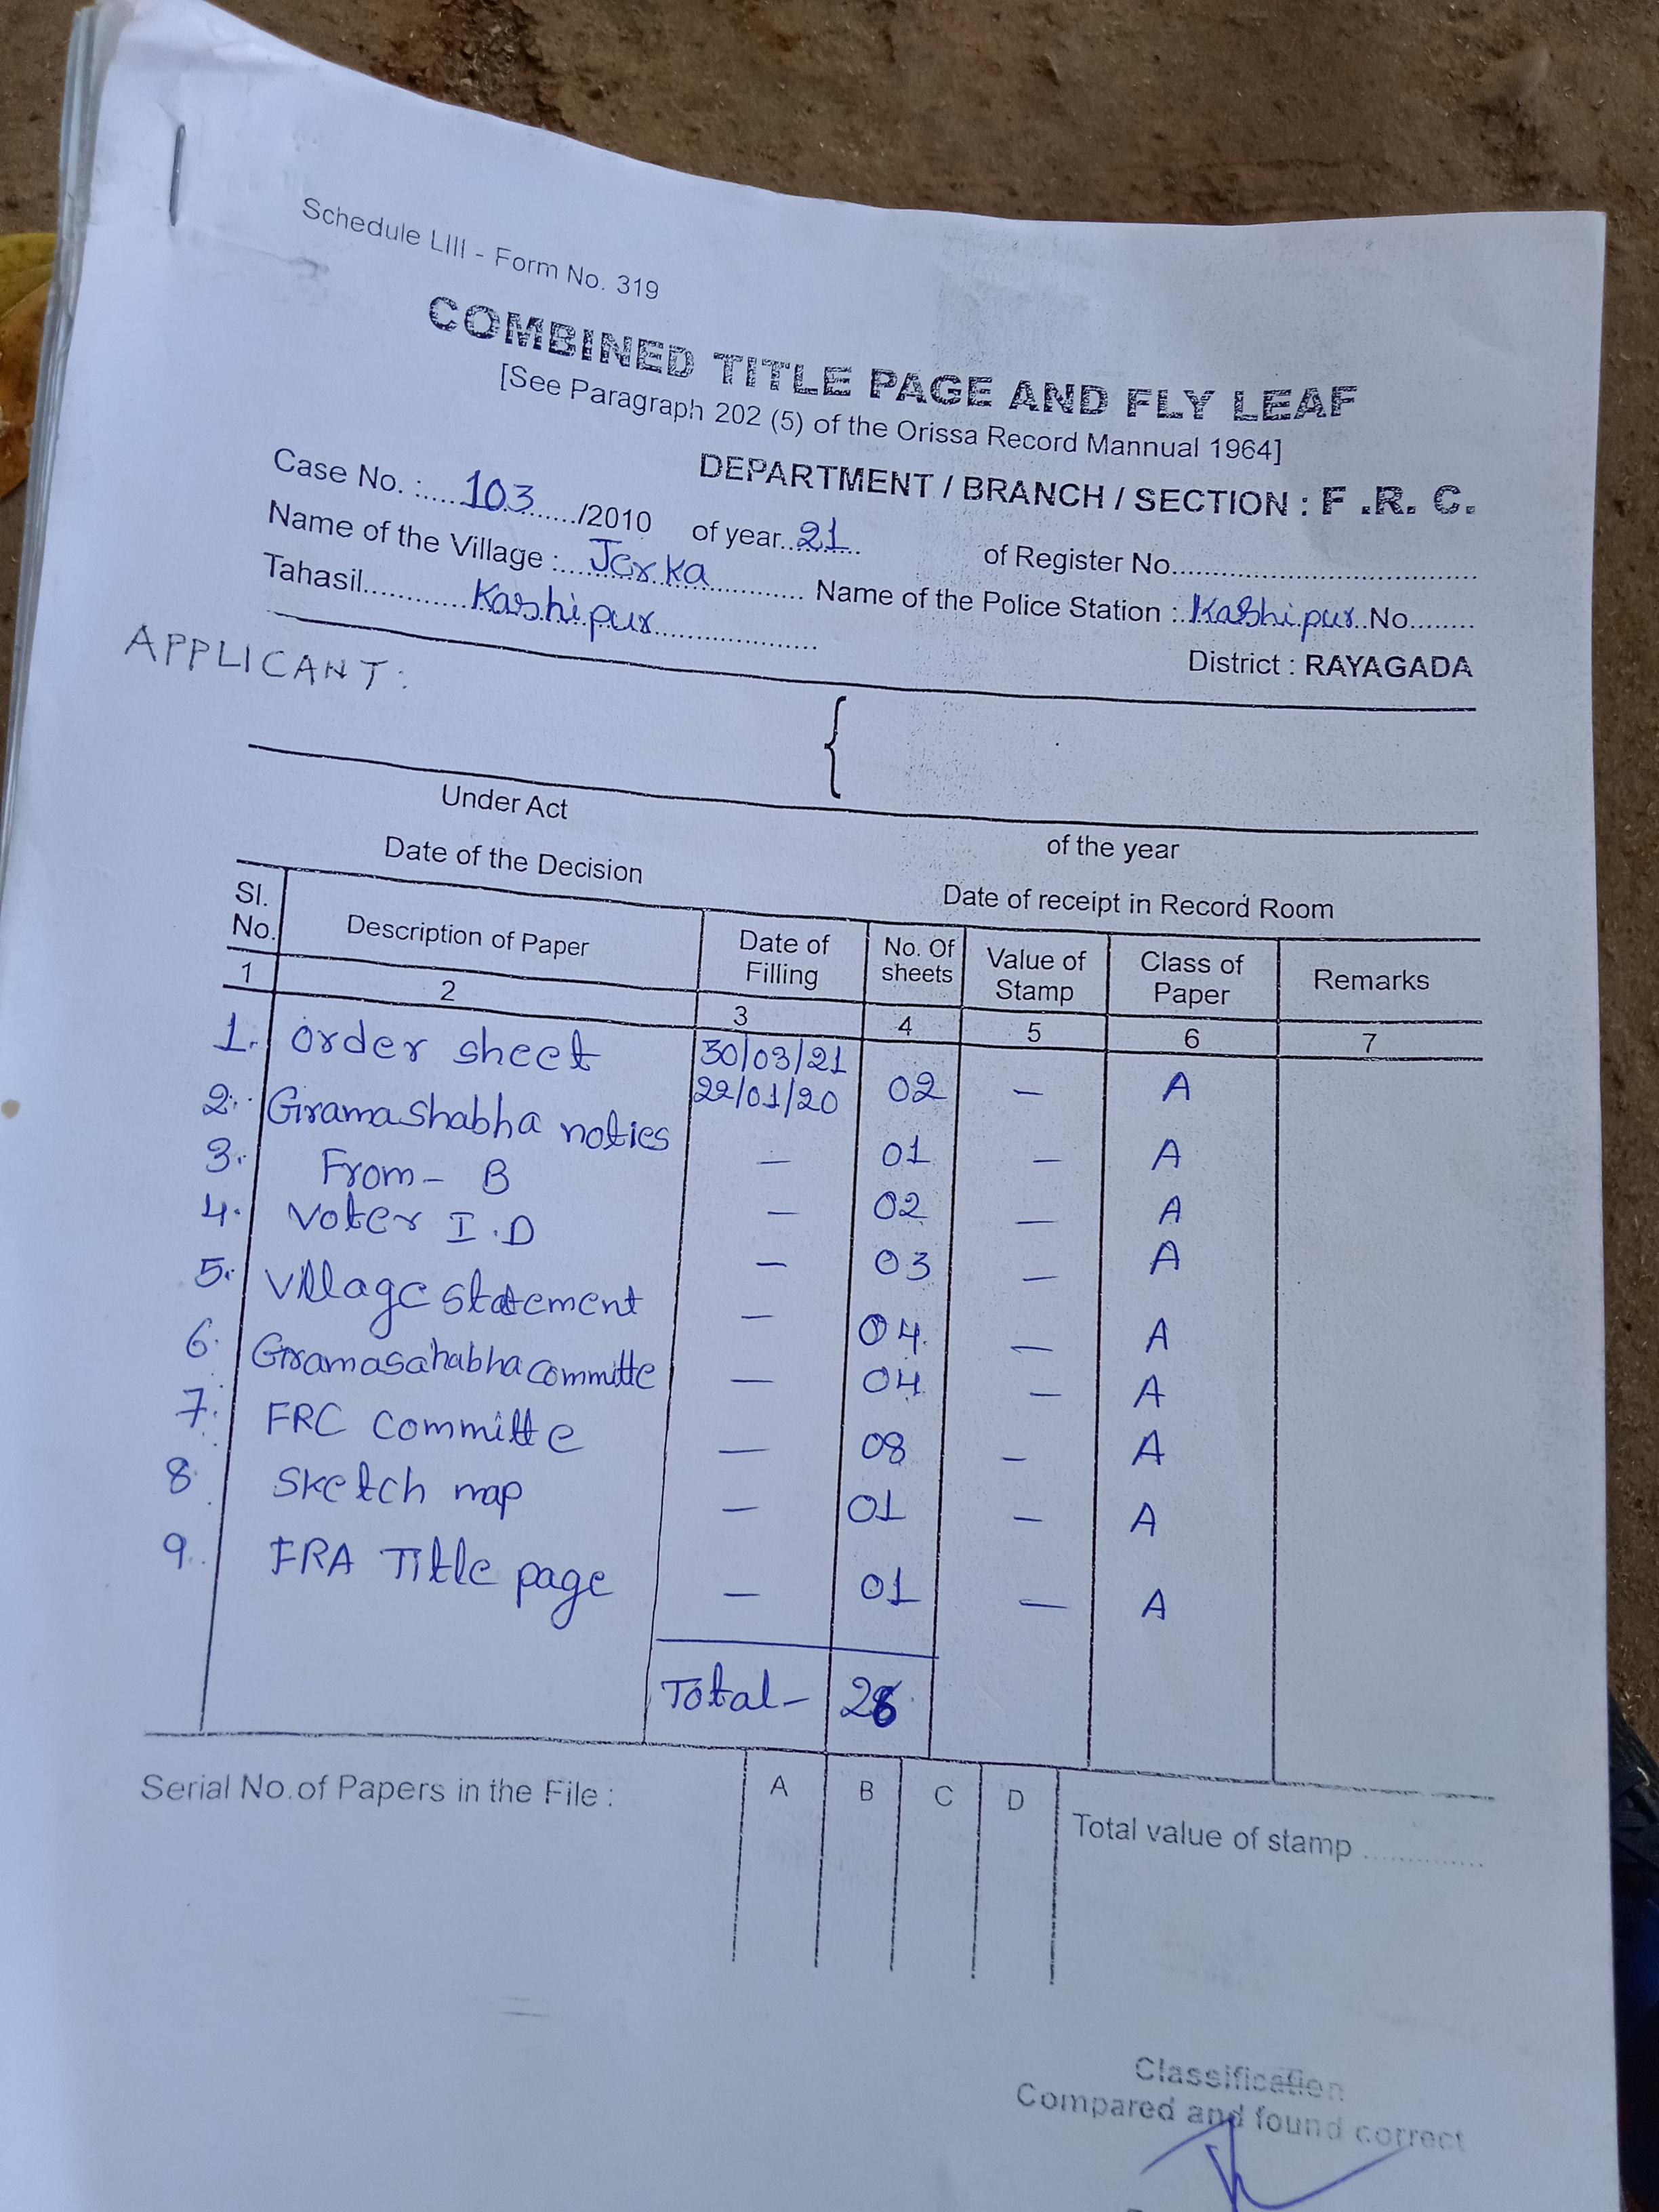 Schedule LIII - Form No. 319
COMBINED TITLE PAGE AND FLY LEAF
[See Paragraph 202 (5) of the Orissa Record Mannual 1964]
DEPARTMENT / BRANCH / SECTION : F .R. C.
Case No. :.....103......./2010 of year..21.... of Register No..........
Name of the Village :....Jerka............ Name of the Police Station :..Kashipur..No........
Tahasil............Kashipur.................... District : RAYAGADA
APPLICANT :
{
Under Act of the year
Date of the Decision Date of receipt in Record Room
Sl. No. Description of Paper Date of Filling No. Of sheets Value of Stamp Class of Paper Remarks
1 2 3 4 5 6 7
1. order sheet 30/03/21 22/01/20 02 — A
2. Gramashabha notics — 01 — A
3. From - B — 02 — A
4. Voter I.D — 03 — A
5. Village statement — 04 — A
6. Gramasahabha committe — 04 — A
7. FRC committe — 08 — A
8 Sketch map — 01 — A
9. FRA Title page — 01 — A
Total - 26
Serial No.of Papers in the File : A B C D Total value of stamp .............
Classification
Compared and found correct